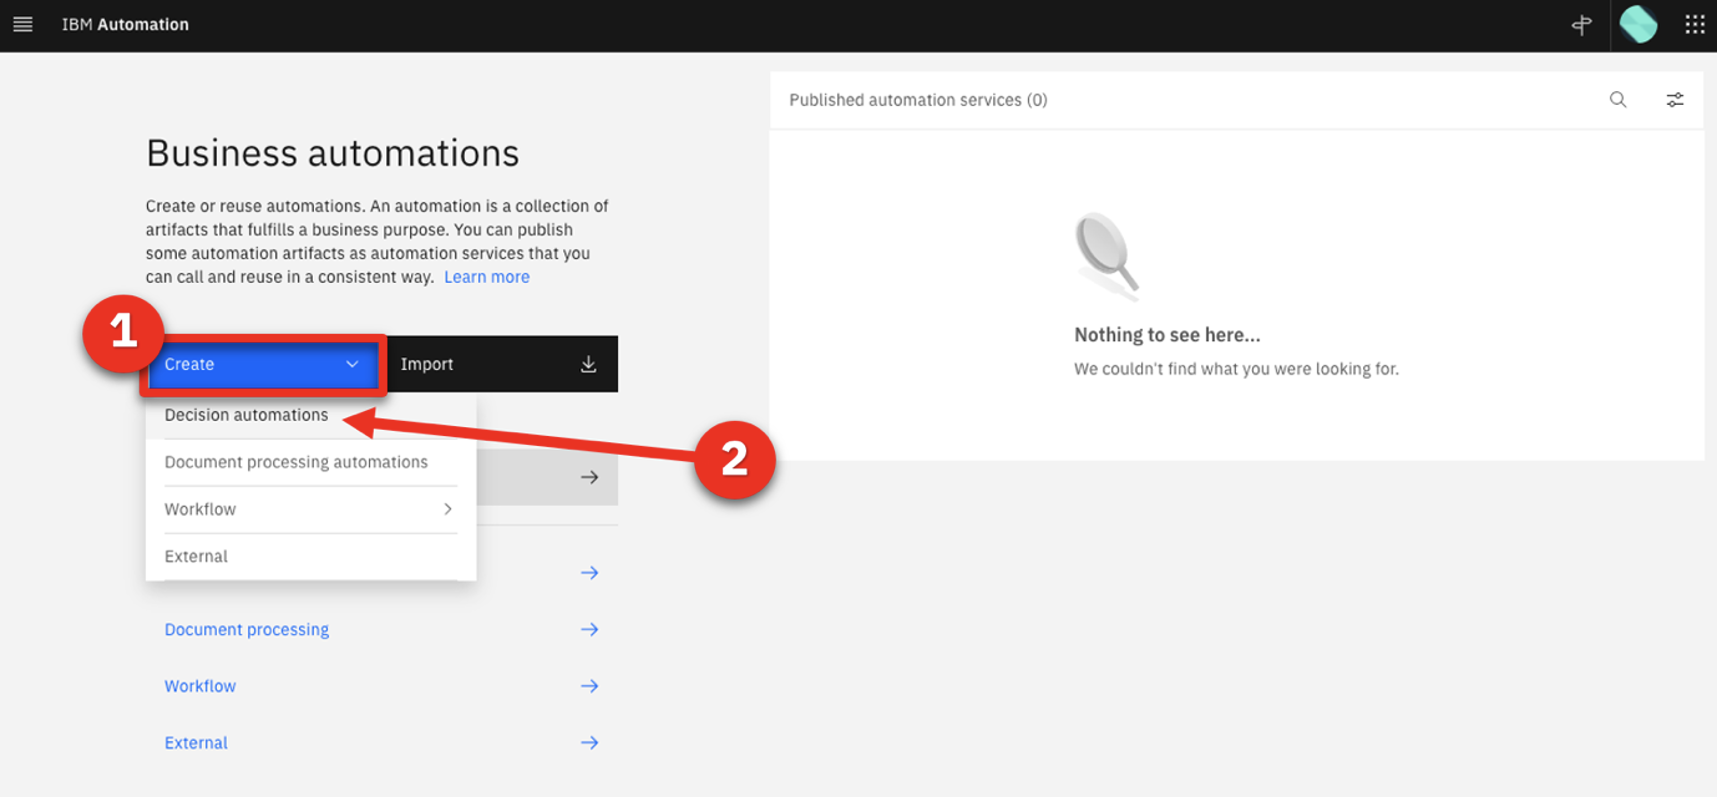 IBM Automation
Published automation services (0)
Business automations
Create or reuse automations. An automation is a collection of
artifacts that fulfills a business purpose. You can publish
some automation artifacts as automation services that you
can call and reuse in a consistent way. Learn more
1
Create
Import
Decision automations
2
Document processing automations
Workflow
External
Document processing
Workflow
External
Nothing to see here...
We couldn't find what you were looking for.